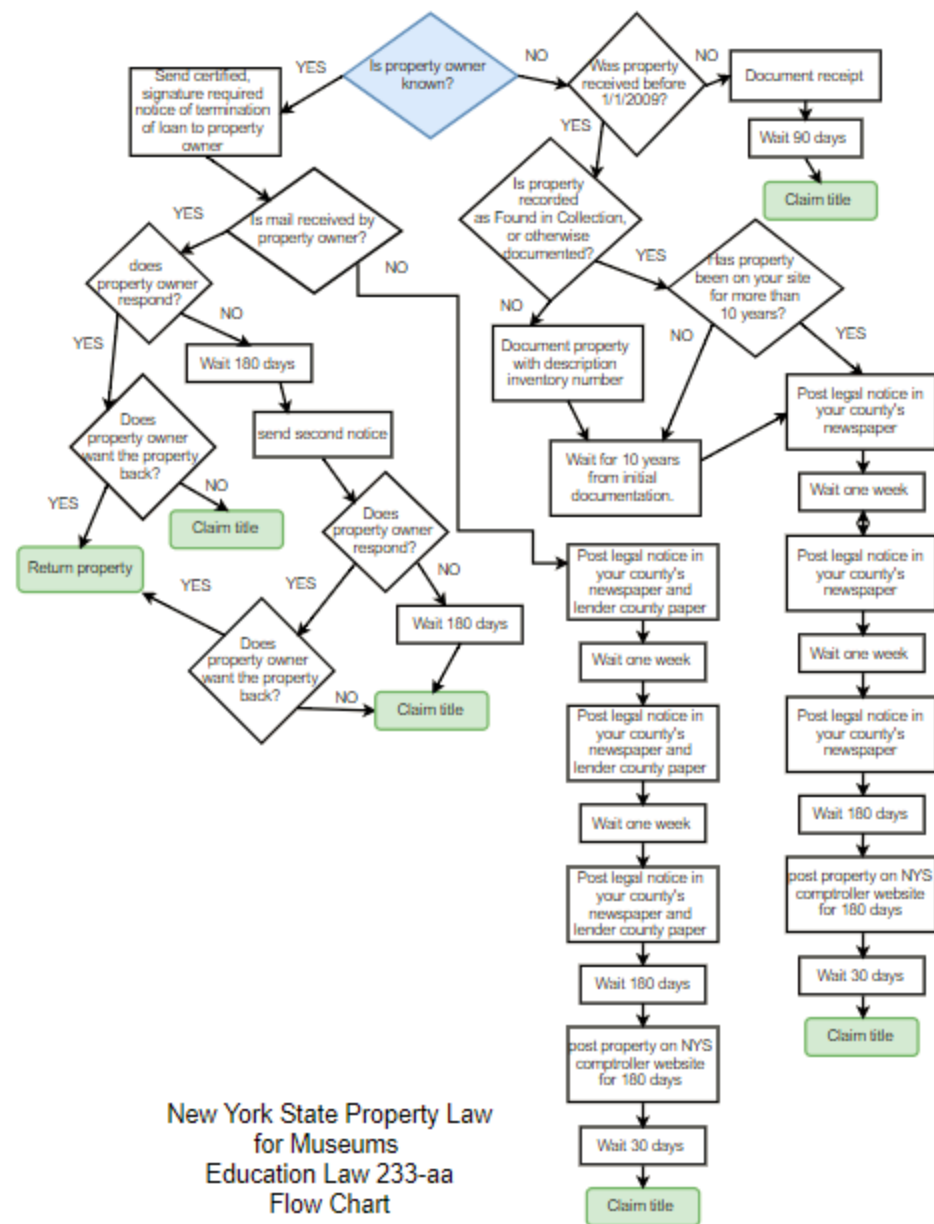 Is property owner
known?
YES
NO
Send certified,
signature required
notice of termination
of loan to property
owner
Was property
received before
1/1/2009?
NO
Document receipt
Wait 90 days
Claim title
YES
Is property
recorded
as Found in Collection,
or otherwise
documented?
YES
Has property
been on your site
for more than
10 years?
NO
Document property
with description
inventory number
NO
YES
Wait for 10 years
from initial
documentation.
Post legal notice in
your county's
newspaper
Wait one week
Post legal notice in
your county's
newspaper
Wait one week
Post legal notice in
your county's
newspaper
Wait 180 days
post property on NYS
comptroller website
for 180 days
Wait 30 days
Claim title
Is mail received by
property owner?
YES
NO
does
property owner
respond?
YES
NO
Wait 180 days
send second notice
Does
property owner
want the property
back?
YES
NO
Claim title
Return property
Does
property owner
respond?
YES
NO
Wait 180 days
Does
property owner
want the property
back?
YES
NO
Claim title
Post legal notice in
your county's
newspaper and
lender county paper
Wait one week
Post legal notice in
your county's
newspaper and
lender county paper
Wait one week
Post legal notice in
your county's
newspaper and
lender county paper
Wait 180 days
post property on NYS
comptroller website
for 180 days
Wait 30 days
Claim title
New York State Property Law
for Museums
Education Law 233-aa
Flow Chart